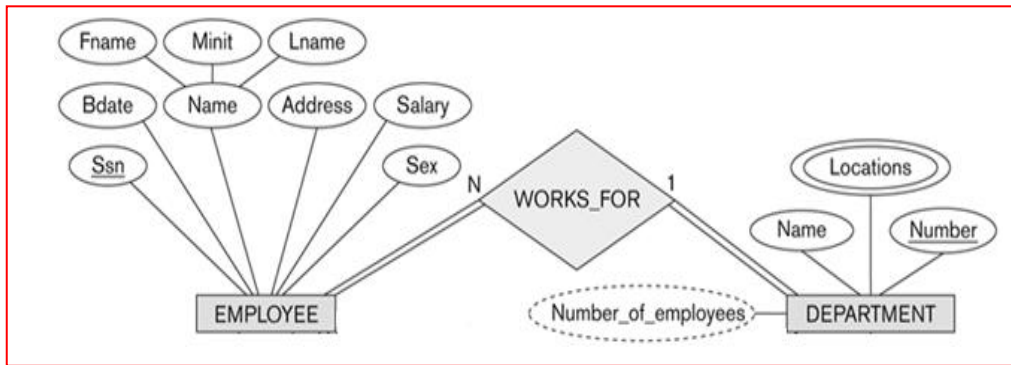 Fname Minit Lname
Bdate Name Address Salary
Ssn Sex N WORKS_FOR 1 Locations
Name Number
EMPLOYEE Number_of_employees DEPARTMENT